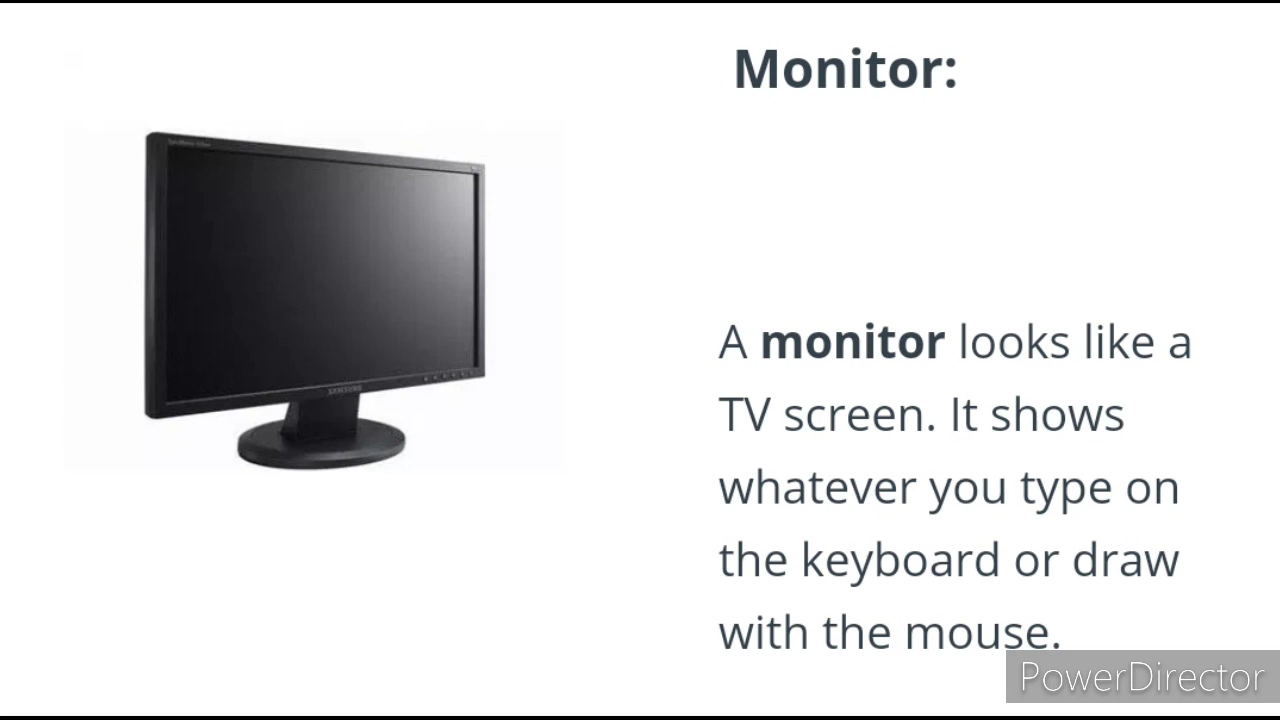 Monitor:
SAMSUNG
A monitor looks like a
TV screen. It shows
whatever you type on
the keyboard or draw
with the mouse.
PowerDirector